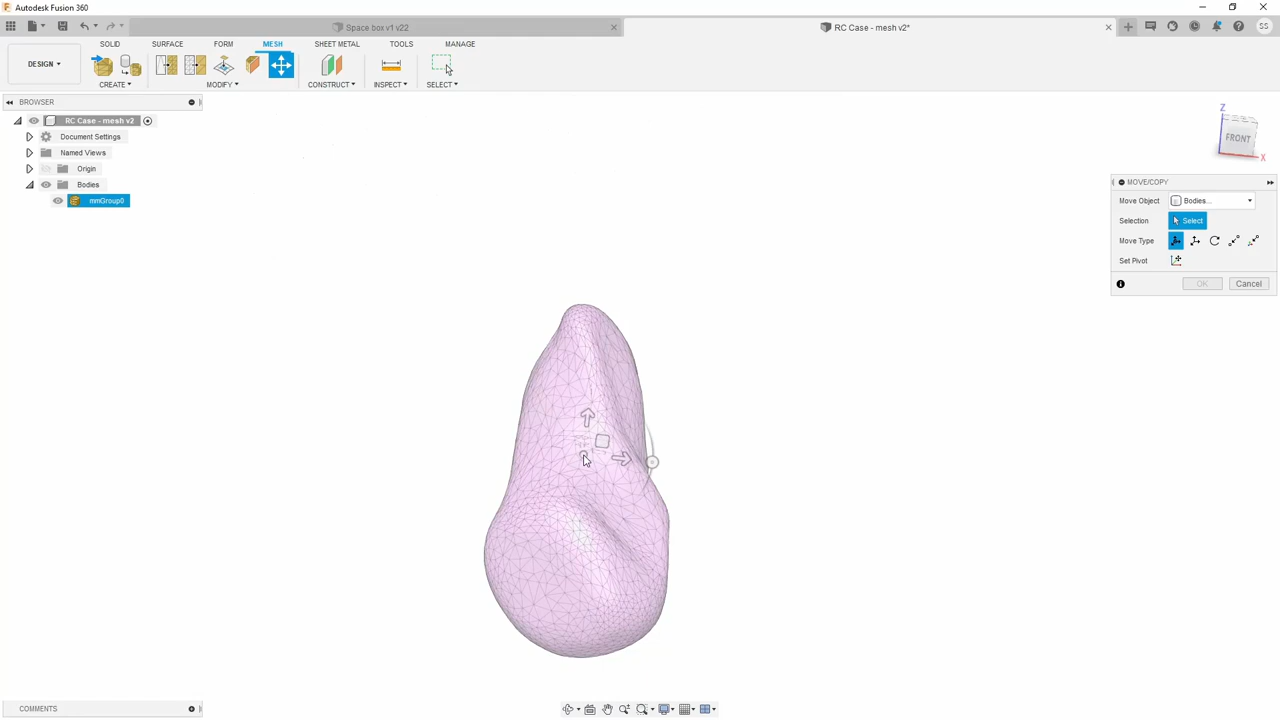 Autodesk Fusion 360
Space box v1 v22
RC Case - mesh v2*
SS
DESIGN
SOLID
SURFACE
FORM
MESH
SHEET METAL
TOOLS
MANAGE
CREATE
MODIFY
CONSTRUCT
INSPECT
SELECT
BROWSER
RC Case - mesh v2
Document Settings
Named Views
Origin
Bodies
mmGroup0
Z
FRONT
X
MOVE/COPY
Move Object
Bodies...
Selection
Select
Move Type
Set Pivot
OK
Cancel
COMMENTS